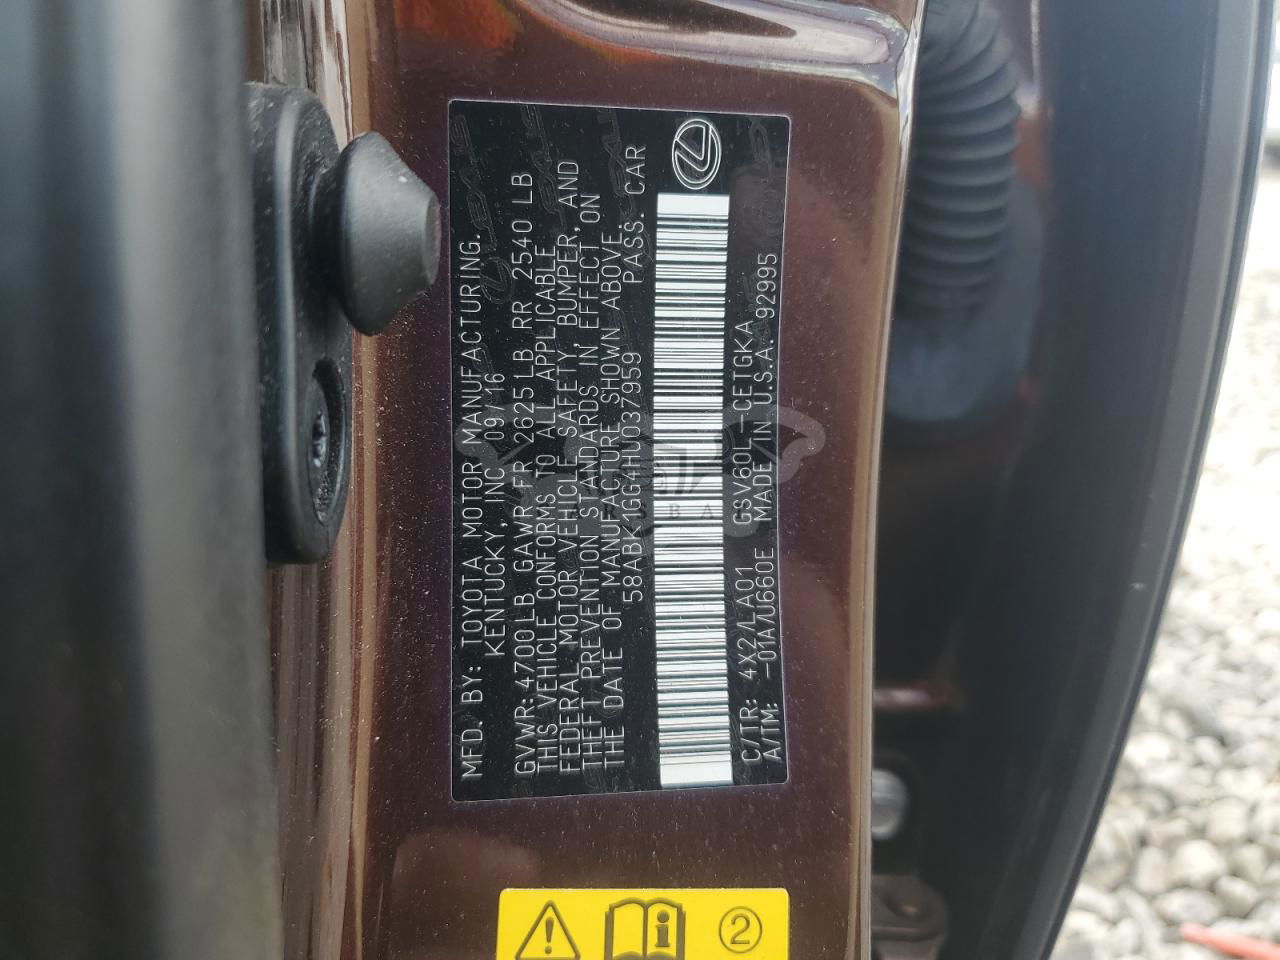 MFD. BY: TOYOTA MOTOR MANUFACTURING.
KENTUCKY, INC 09/16
GVWR:4700LB GAWR FR 2625LB RR 2540 LB
THIS VEHICLE CONFORMS TO ALL APPLICABLE
FEDERAL MOTOR VEHICLE SAFETY, BUMPER, AND
THEFT PREVENTION STANDARDS IN EFFECT ON
THE DATE OF MANUFACTURE SHOWN ABOVE.
58ABK1GG4HU037959 PASS. CAR
C/TR: 4X2/LA01 GSV60L-CETGKA
A/TM: -01A/U660E MADE IN U.S.A. 92995
2